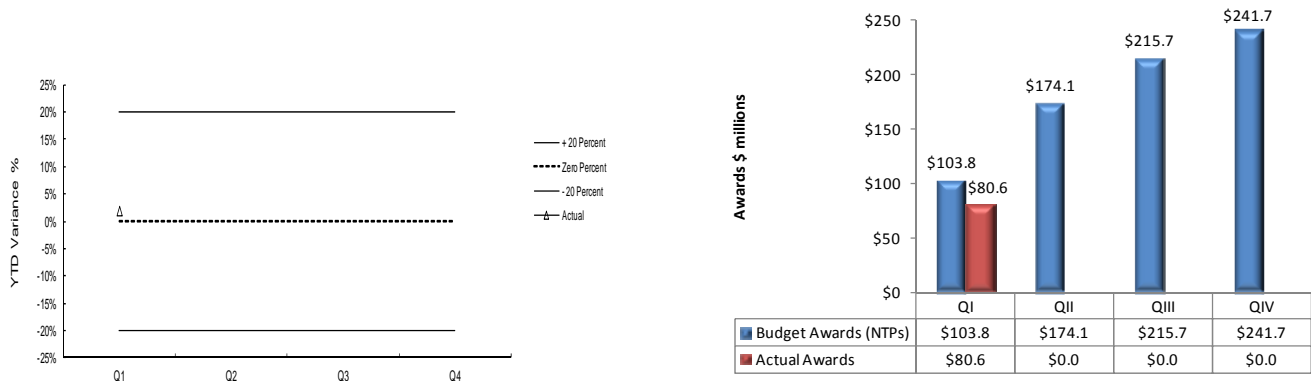 25%
20%
15%
10%
5%
0%
-5%
-10%
-15%
-20%
-25%
YTD Variance %
Q1 Q2 Q3 Q4
+ 20 Percent
Zero Percent
- 20 Percent
Actual
$250
$200
$150
$100
$50
$0
Awards $ millions
$103.8
$80.6
$174.1
$215.7
$241.7
QI QII QIII QIV
Budget Awards (NTPs) $103.8 $174.1 $215.7 $241.7
Actual Awards $80.6 $0.0 $0.0 $0.0